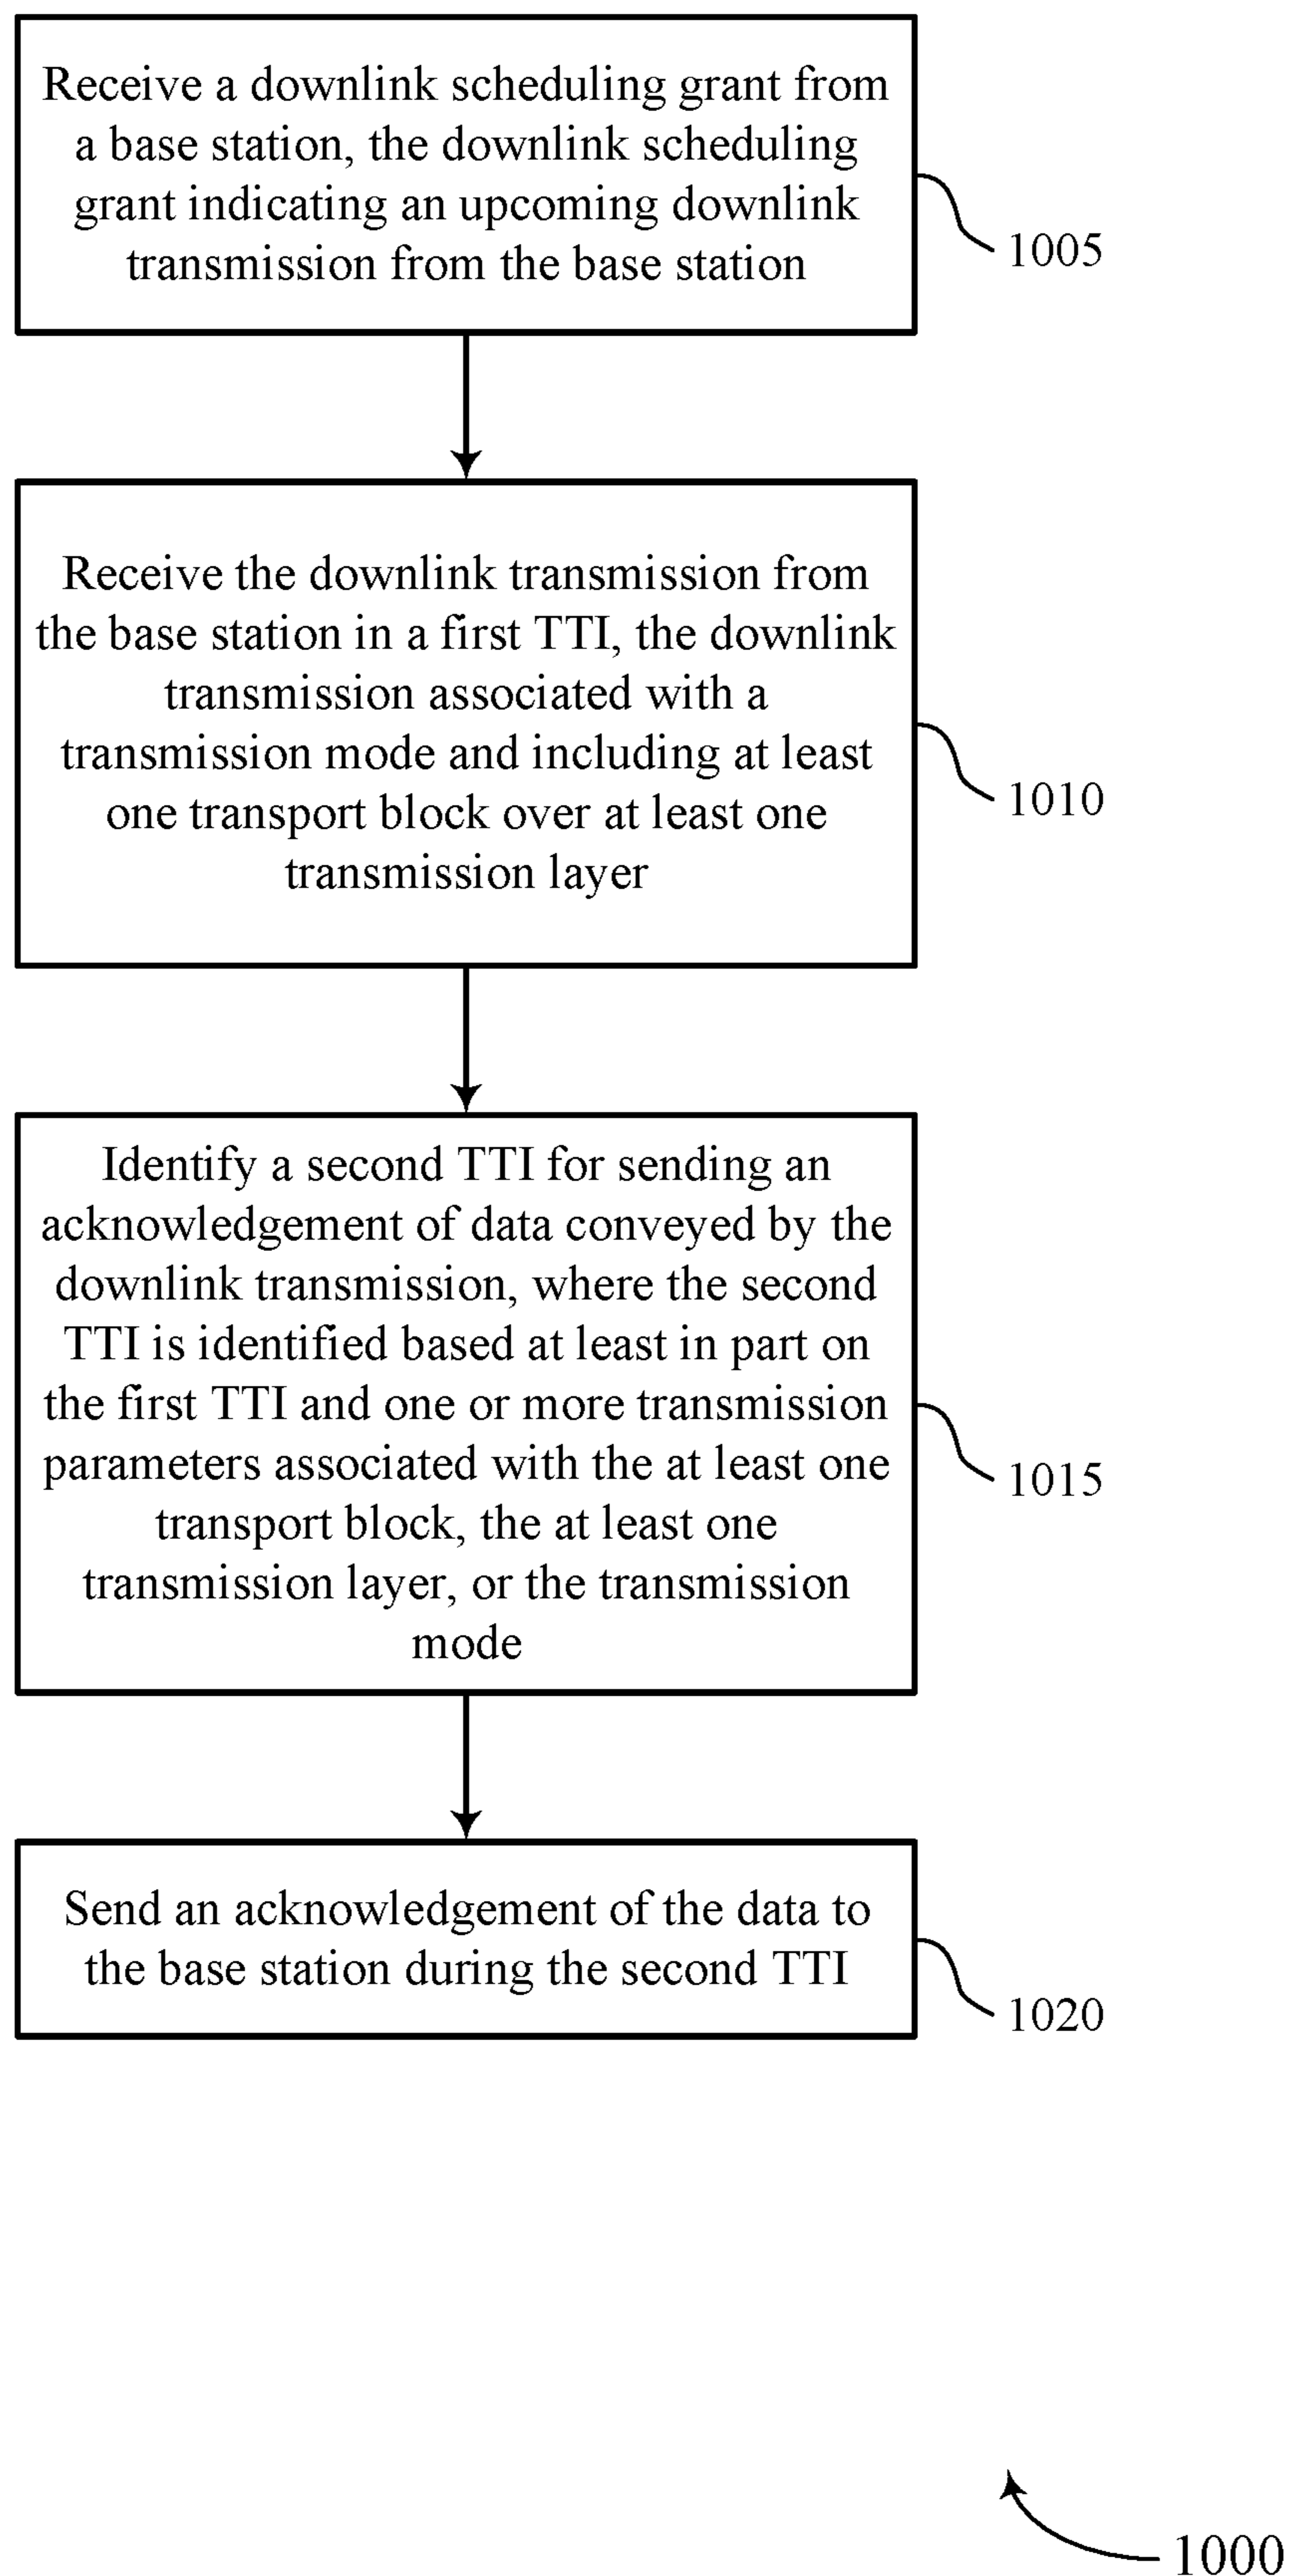 Receive a downlink scheduling grant from
a base station, the downlink scheduling
grant indicating an upcoming downlink
transmission from the base station
1005
Receive the downlink transmission from
the base station in a first TTI, the downlink
transmission associated with a
transmission mode and including at least
one transport block over at least one
transmission layer
1010
Identify a second TTI for sending an
acknowledgement of data conveyed by the
downlink transmission, where the second
TTI is identified based at least in part on
the first TTI and one or more transmission
parameters associated with the at least one
transport block, the at least one
transmission layer, or the transmission
mode
1015
Send an acknowledgement of the data to
the base station during the second TTI
1020
1000